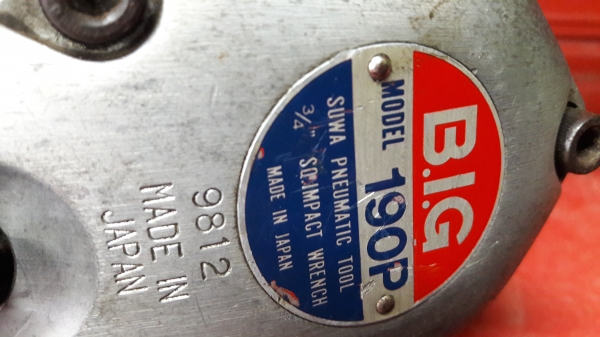 B.I.G
MODEL 190P
SUWA PNEUMATIC TOOL
3/4" SQ.IMPACT WRENCH
MADE IN JAPAN
9812
MADE IN
JAPAN